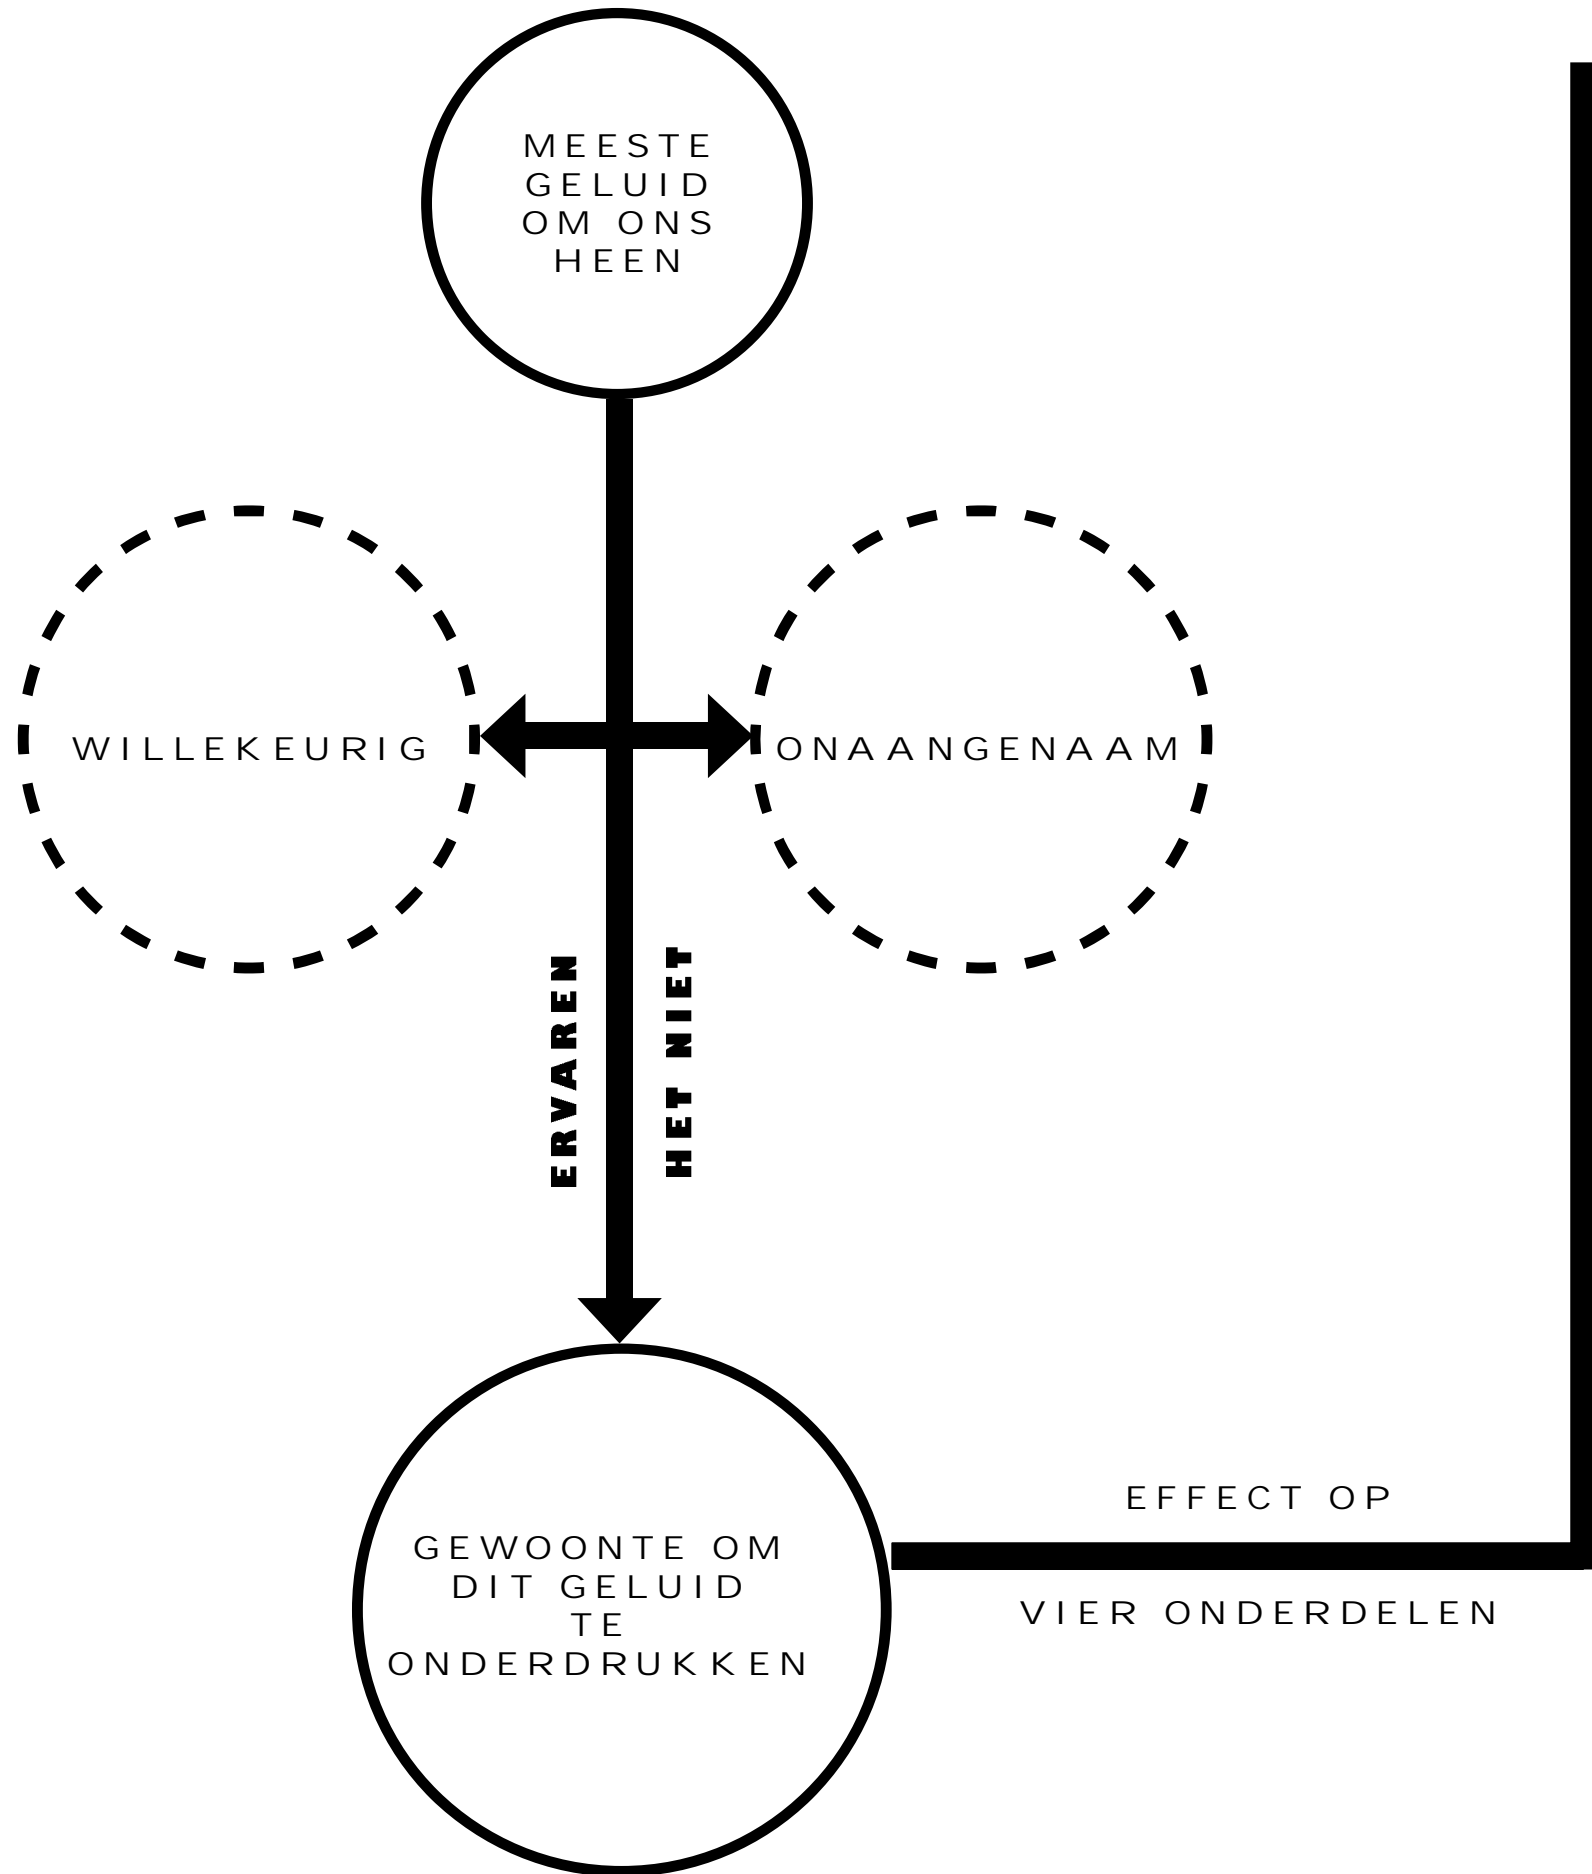 MEESTE
GELUID
OM ONS
HEEN
WILLEKEURIG
ONAANGENAAM
ERVAREN
HET NIET
GEWOONTE OM
DIT GELUID
TE
ONDERDRUKKEN
EFFECT OP
VIER ONDERDELEN